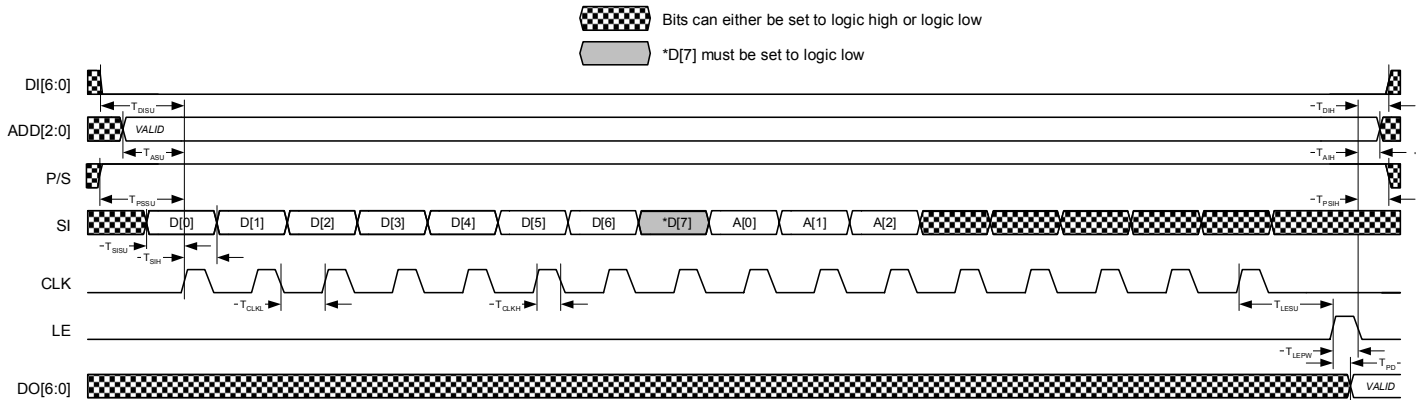 Bits can either be set to logic high or logic low
*D[7] must be set to logic low
DI[6:0]
T_DISU
T_DIH
ADD[2:0] VALID
T_ASU
T_AIH
P/S
T_PSSU
T_PSIH
SI D[0] D[1] D[2] D[3] D[4] D[5] D[6] *D[7] A[0] A[1] A[2]
T_SISU
T_SIH
CLK
T_CLKL T_CLKH T_LESU
LE
T_LEPW
T_PD
DO[6:0] VALID